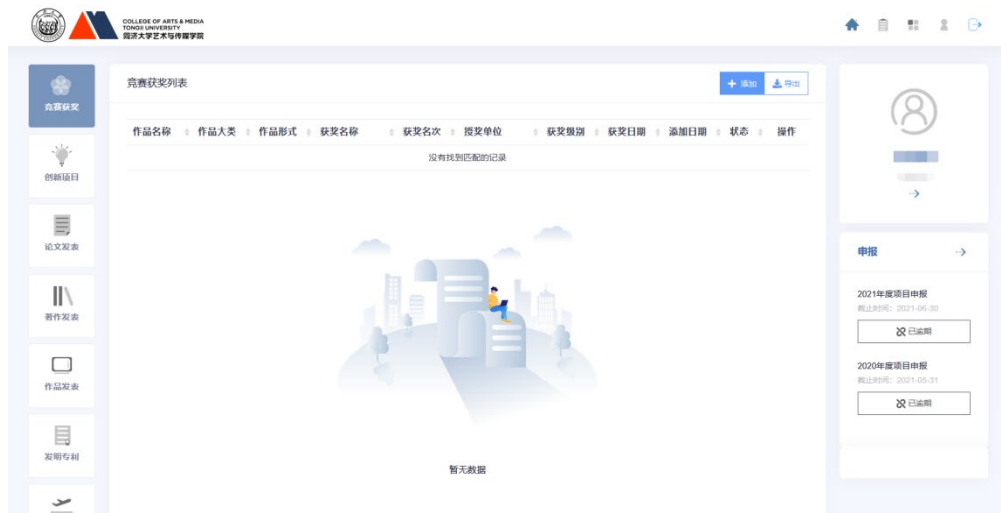 COLLEGE OF ARTS & MEDIA
TONGJI UNIVERSITY
同济大学艺术与传媒学院
竞赛获奖
创新项目
论文发表
著作发表
作品发表
发明专利
竞赛获奖列表
添加
导出
作品名称 作品大类 作品形式 获奖名称 获奖名次 授奖单位 获奖级别 获奖日期 添加日期 状态 操作
没有找到匹配的记录
暂无数据
申报
2021年度项目申报
截止时间：2021-06-30
已逾期
2020年度项目申报
截止时间：2021-05-31
已逾期